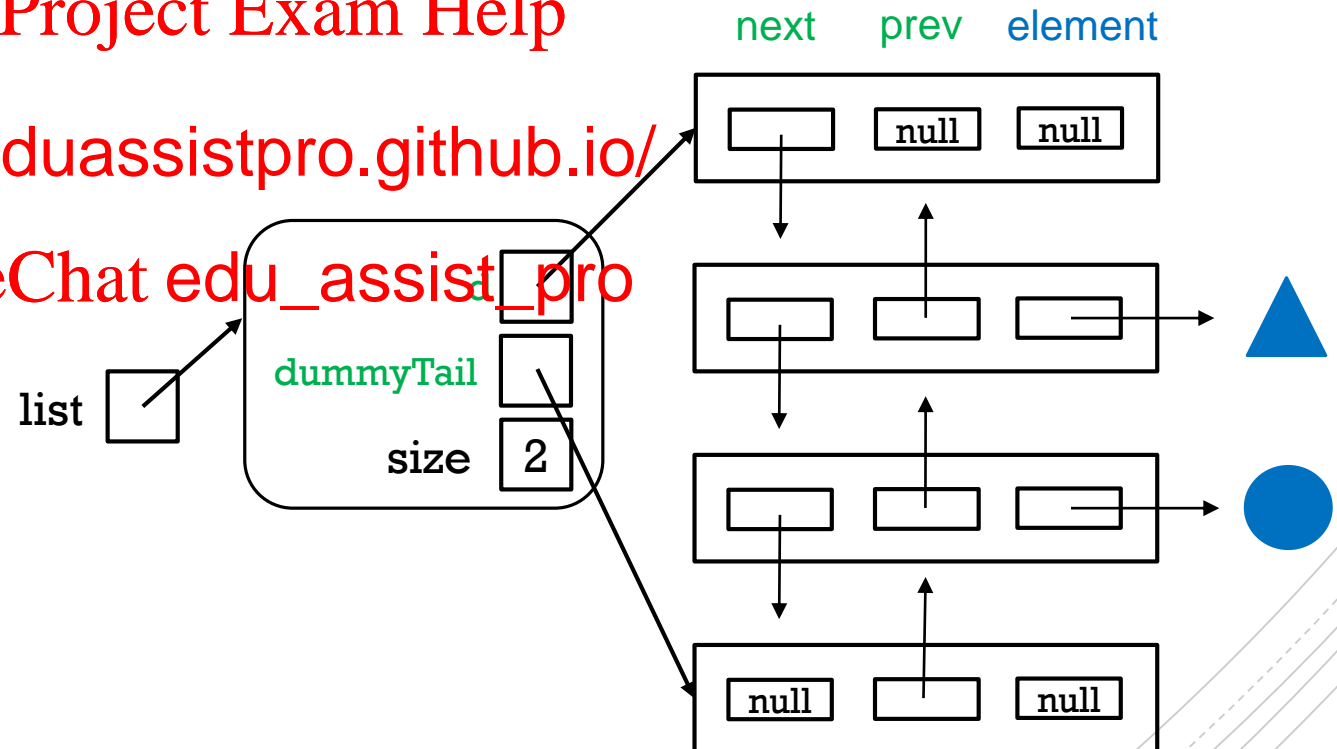 Project Exam Help
next prev element
null null
duassistpro.github.io/
eChat edu_assist_pro
dummyTail
list
size 2
null null